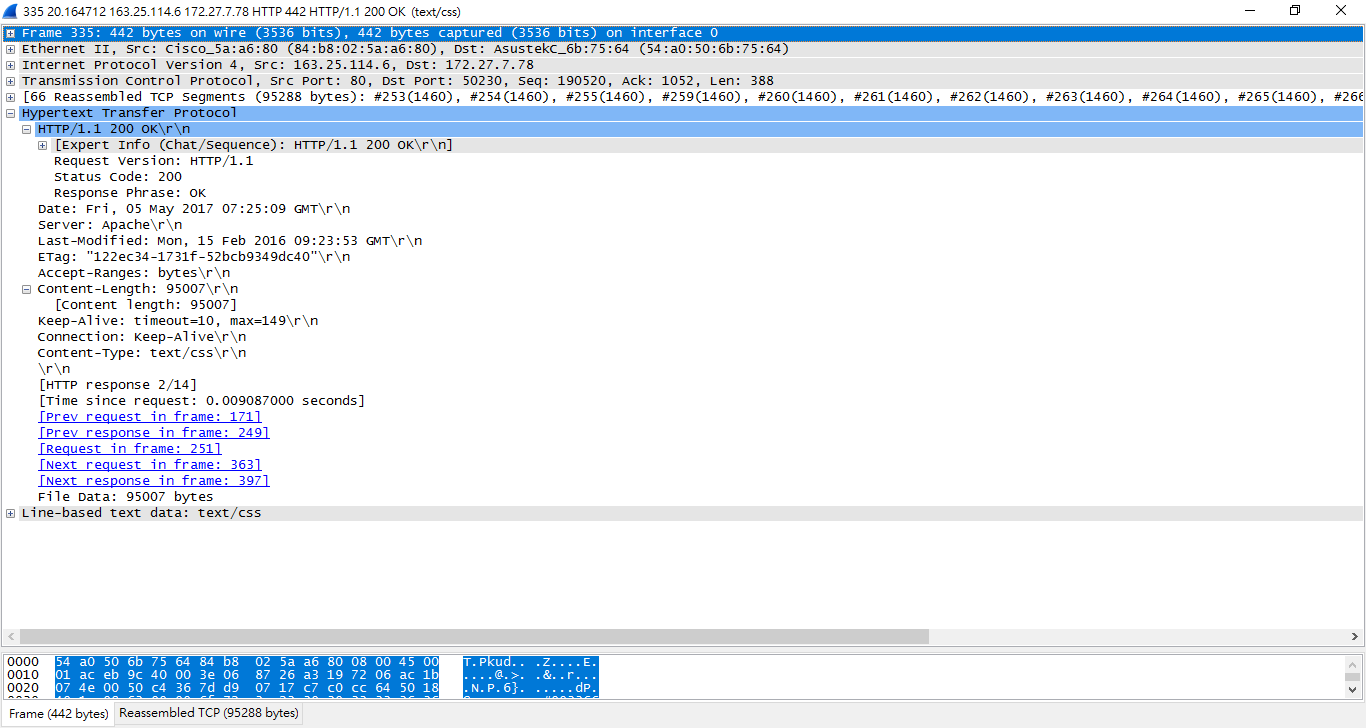 335 20.164712 163.25.114.6 172.27.7.78 HTTP 442 HTTP/1.1 200 OK (text/css)
Frame 335: 442 bytes on wire (3536 bits), 442 bytes captured (3536 bits) on interface 0
Ethernet II, Src: Cisco_5a:a6:80 (84:b8:02:5a:a6:80), Dst: AsustekC_6b:75:64 (54:a0:50:6b:75:64)
Internet Protocol Version 4, Src: 163.25.114.6, Dst: 172.27.7.78
Transmission Control Protocol, Src Port: 80, Dst Port: 50230, Seq: 190520, Ack: 1052, Len: 388
[66 Reassembled TCP Segments (95288 bytes): #253(1460), #254(1460), #255(1460), #259(1460), #260(1460), #261(1460), #262(1460), #263(1460), #264(1460), #265(1460), #266
Hypertext Transfer Protocol
HTTP/1.1 200 OK\r\n
[Expert Info (Chat/Sequence): HTTP/1.1 200 OK\r\n]
Request Version: HTTP/1.1
Status Code: 200
Response Phrase: OK
Date: Fri, 05 May 2017 07:25:09 GMT\r\n
Server: Apache\r\n
Last-Modified: Mon, 15 Feb 2016 09:23:53 GMT\r\n
ETag: "122ec34-1731f-52bcb9349dc40"\r\n
Accept-Ranges: bytes\r\n
Content-Length: 95007\r\n
[Content length: 95007]
Keep-Alive: timeout=10, max=149\r\n
Connection: Keep-Alive\r\n
Content-Type: text/css\r\n
\r\n
[HTTP response 2/14]
[Time since request: 0.009087000 seconds]
[Prev request in frame: 171]
[Prev response in frame: 249]
[Request in frame: 251]
[Next request in frame: 363]
[Next response in frame: 397]
File Data: 95007 bytes
Line-based text data: text/css
0000 54 a0 50 6b 75 64 84 b8 02 5a a6 80 08 00 45 00 T.Pkud.. .Z....E.
0010 01 ac eb 9c 40 00 3e 06 87 26 a3 19 72 06 ac 1b ....@.>. .&..r...
0020 07 4e 00 50 c4 36 7d d9 07 17 c7 c0 cc 64 50 18 .N.P.6}. .....dP.
Frame (442 bytes) Reassembled TCP (95288 bytes)